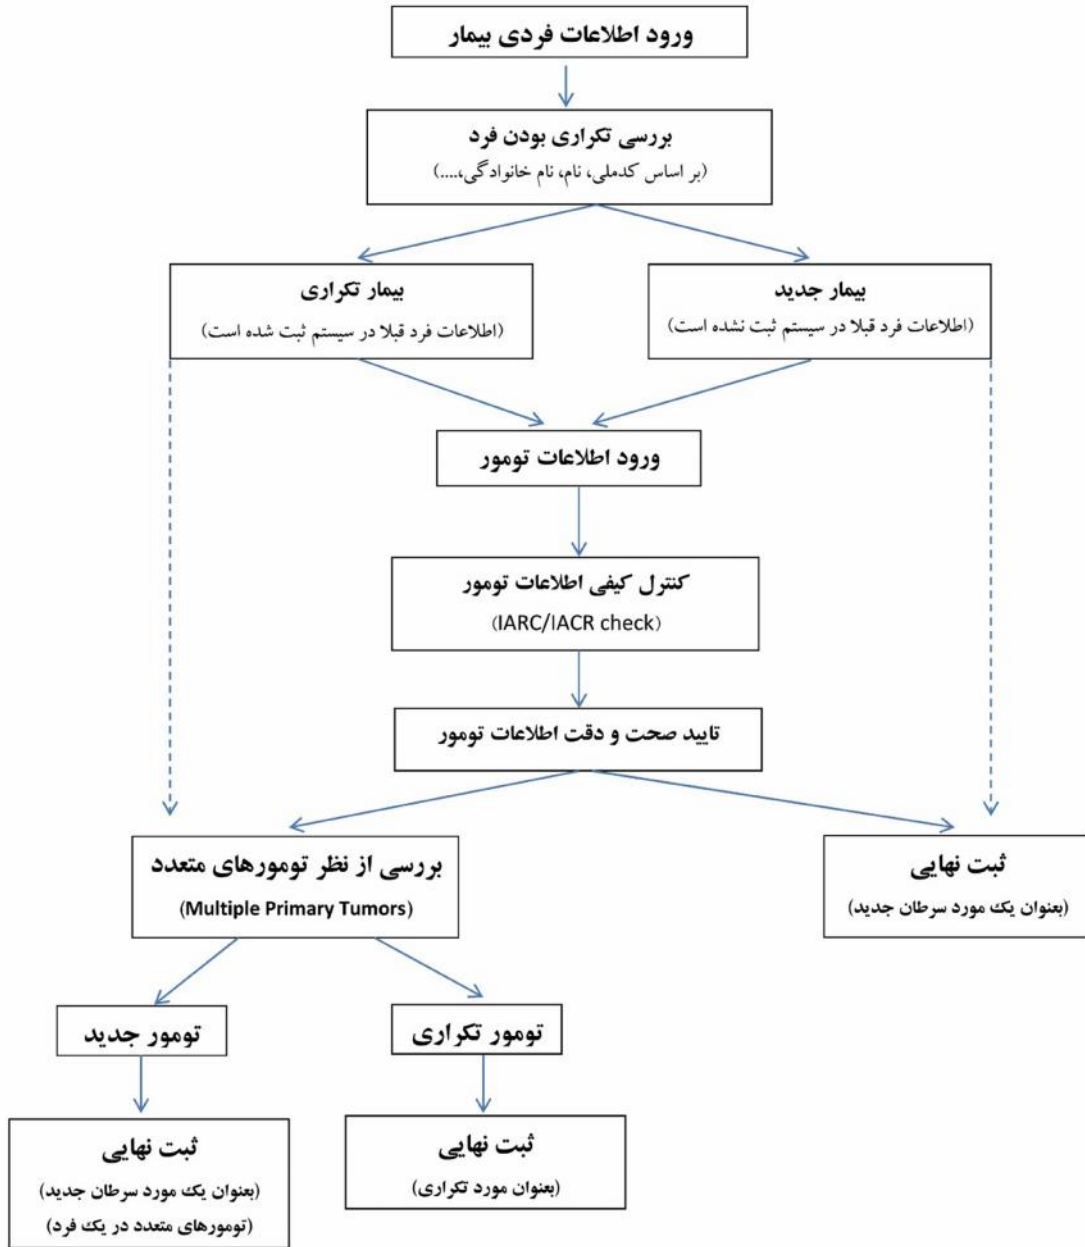 ورود اطلاعات فردی بیمار
بررسی تکراری بودن فرد
(بر اساس کدملی، نام، نام خانوادگی،....)
بیمار جدید
(اطلاعات فرد قبلا در سیستم ثبت نشده است)
بیمار تکراری
(اطلاعات فرد قبلا در سیستم ثبت شده است)
ورود اطلاعات تومور
کنترل کیفی اطلاعات تومور
(IARC/IACR check)
تایید صحت و دقت اطلاعات تومور
ثبت نهایی
(بعنوان یک مورد سرطان جدید)
بررسی از نظر تومورهای متعدد
(Multiple Primary Tumors)
تومور تکراری
تومور جدید
ثبت نهایی
(بعنوان مورد تکراری)
ثبت نهایی
(بعنوان یک مورد سرطان جدید)
(تومورهای متعدد در یک فرد)